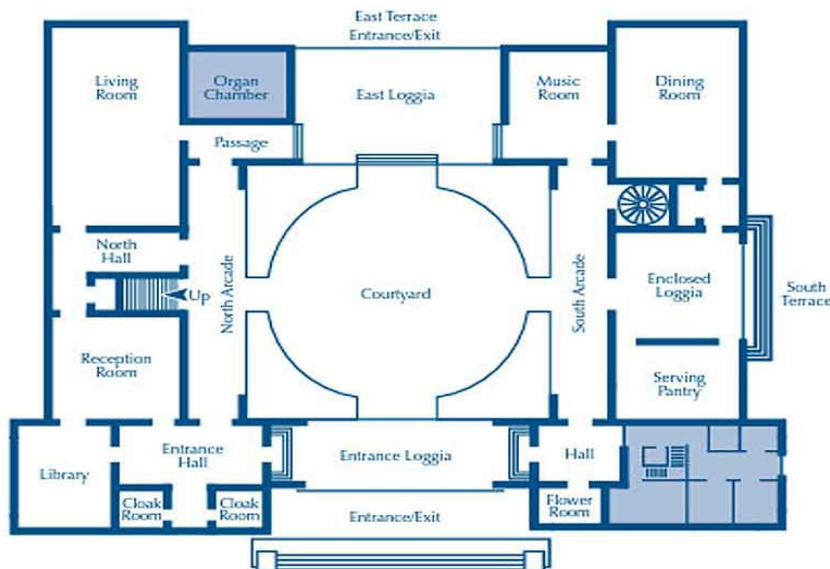 East Terrace
Entrance/Exit
Living
Room
Organ
Chamber
East Loggia
Music
Room
Dining
Room
Passage
North
Hall
Up
North Arcade
Courtyard
South Arcade
Enclosed
Loggia
South
Terrace
Reception
Room
Serving
Pantry
Library
Entrance
Hall
Entrance Loggia
Hall
Cloak
Room
Cloak
Room
Flower
Room
Entrance/Exit